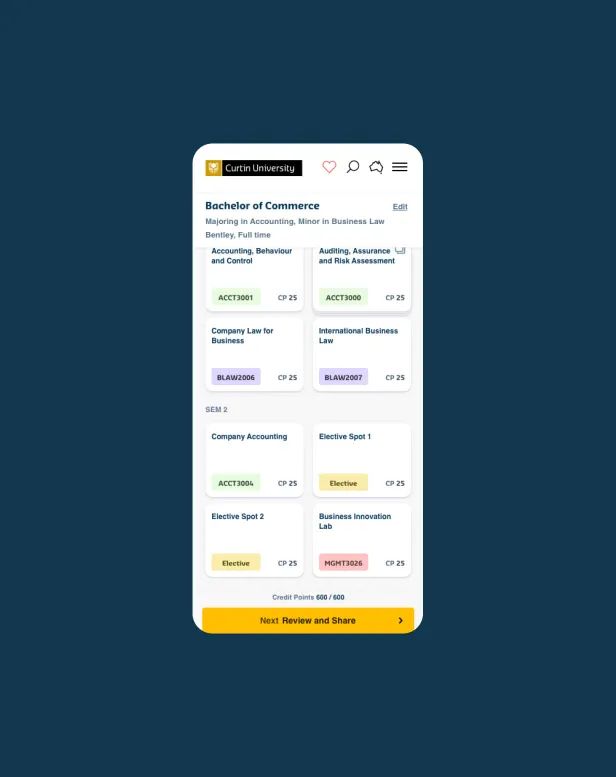 Curtin University
Bachelor of Commerce
Edit
Majoring in Accounting, Minor in Business Law
Bentley, Full time
Accounting, Behaviour
and Control
ACCT3001
CP 25
Auditing, Assurance
and Risk Assessment
ACCT3000
CP 25
Company Law for
Business
BLAW2006
CP 25
International Business
Law
BLAW2007
CP 25
SEM 2
Company Accounting
ACCT3004
CP 25
Elective Spot 1
Elective
CP 25
Elective Spot 2
Elective
CP 25
Business Innovation
Lab
MGMT3026
CP 25
Credit Points 600 / 600
Next Review and Share